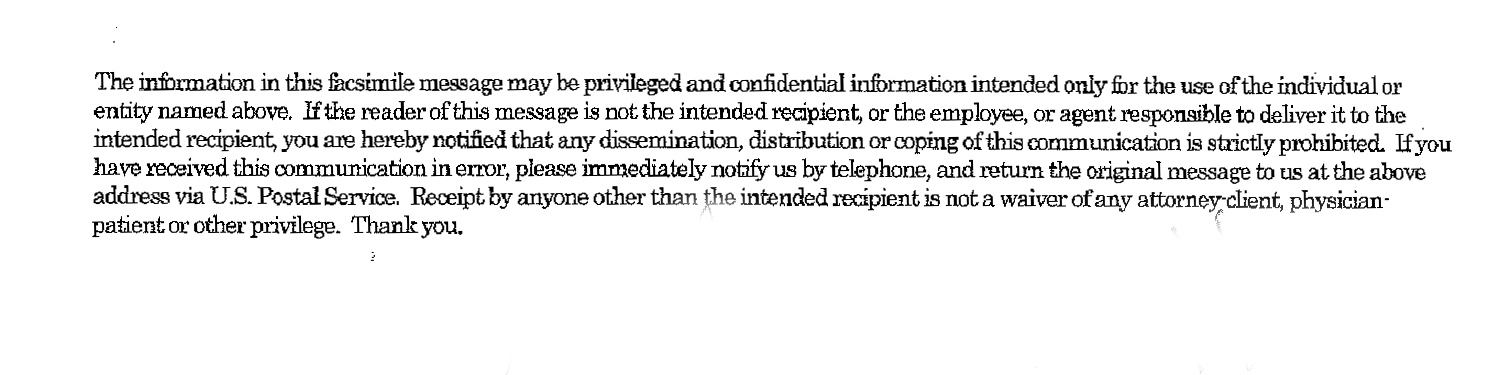 The information in this facsimile message may be privileged and confidential information intended only for the use of the individual or
entity named above. If the reader of this message is not the intended recipient, or the employee, or agent responsible to deliver it to the
intended recipient, you are hereby notified that any dissemination, distribution or coping of this communication is strictly prohibited. If you
have received this communication in error, please immediately notify us by telephone, and return the original message to us at the above
address via U.S. Postal Service. Receipt by anyone other than the intended recipient is not a waiver of any attorney-client, physician-
patient or other privilege. Thank you.